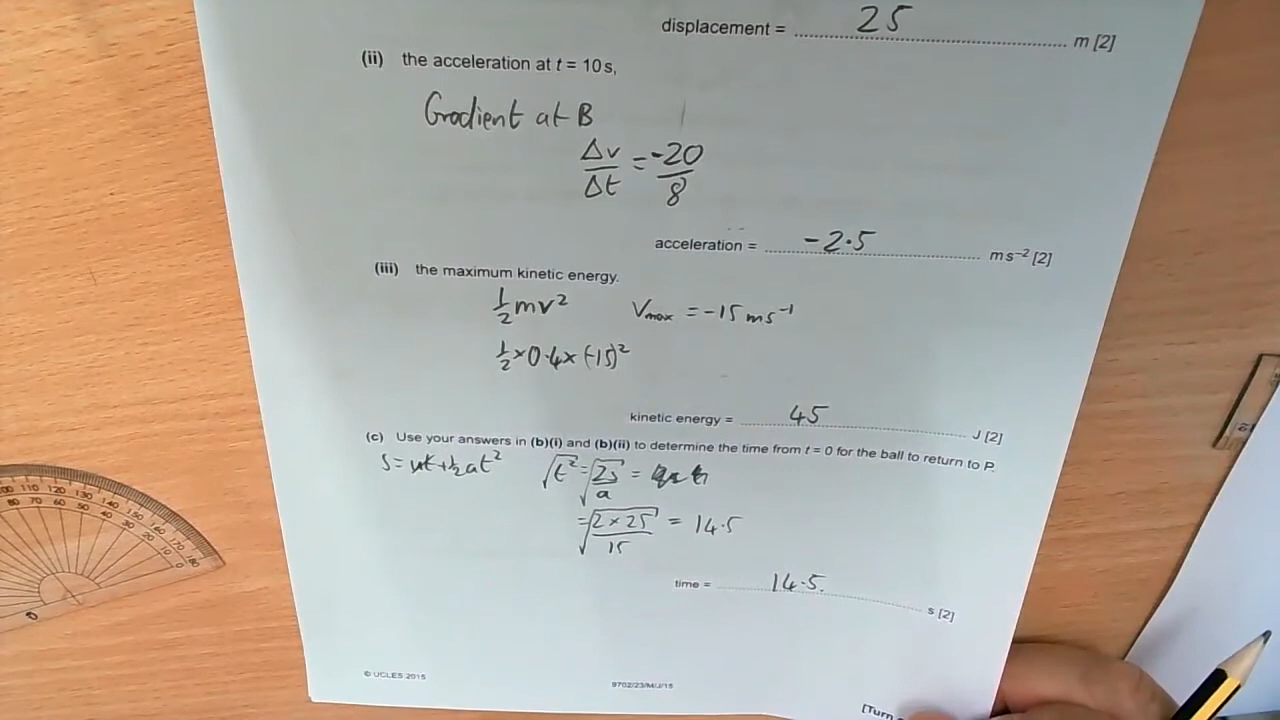 displacement = 25 m [2]
(ii) the acceleration at t = 10 s,
Gradient at B
Δv/Δt = -20/8
acceleration = -2.5 m s⁻² [2]
(iii) the maximum kinetic energy.
½mv² Vmax = -15 ms⁻¹
½ × 0.4 × (-15)²
kinetic energy = 45 J [2]
(c) Use your answers in (b)(i) and (b)(ii) to determine the time from t = 0 for the ball to return to P.
s = ut + ½at² √t² = √2s/a =
= √2 × 25/15 = 14.5
time = 14.5. s [2]
© UCLES 2015 9702/23/M/J/15 [Turn